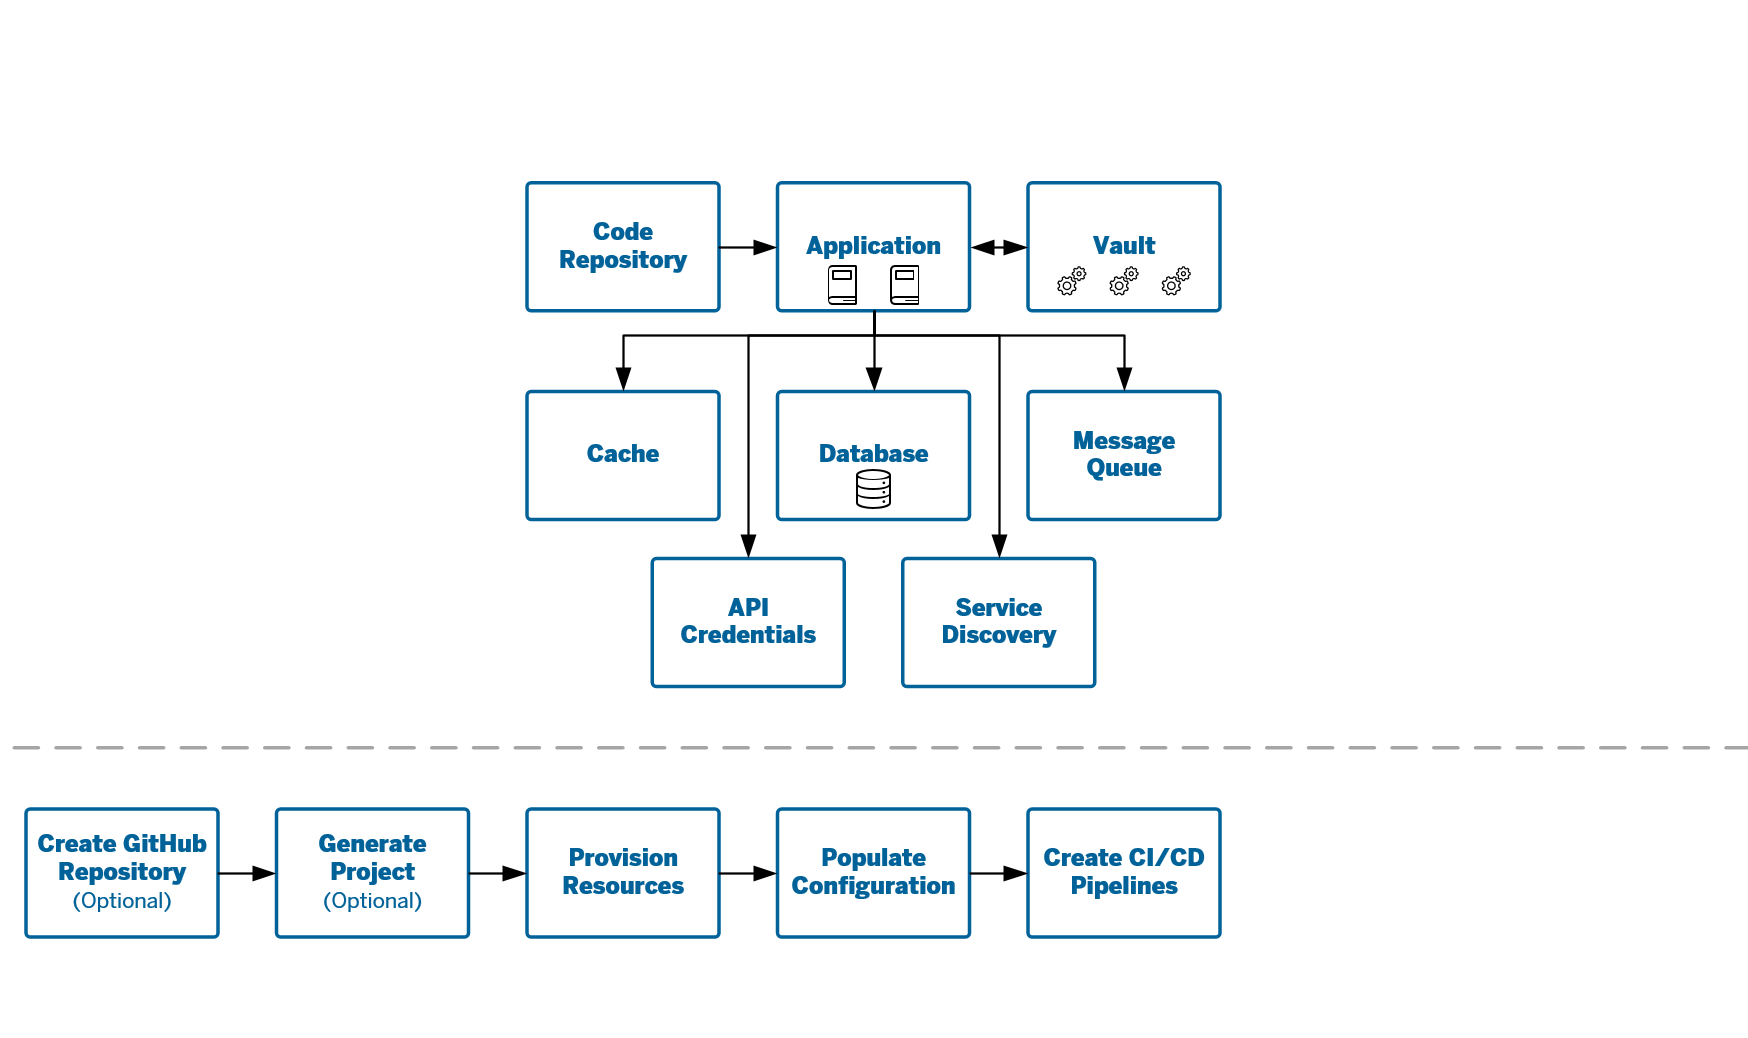 Code
Repository
Application
Vault
Cache
Database
Message
Queue
API
Credentials
Service
Discovery
Create GitHub
Repository
(Optional)
Generate
Project
(Optional)
Provision
Resources
Populate
Configuration
Create CI/CD
Pipelines